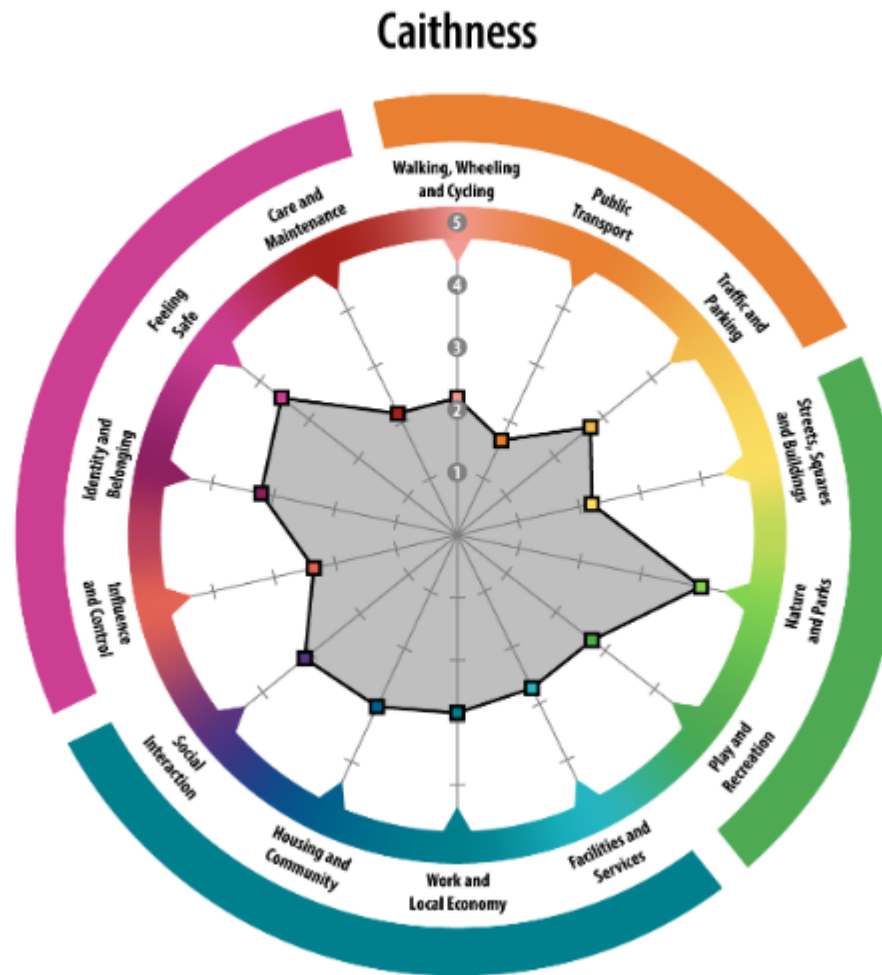 Caithness
Walking, Wheeling
and Cycling
Public
Transport
Traffic and
Parking
Streets, Squares
and Buildings
Nature
and Parks
Play and
Recreation
Facilities and
Services
Work and
Local Economy
Housing and
Community
Social
Interaction
Influence
and Control
Identity and
Belonging
Feeling
Safe
Care and
Maintenance
5
4
3
2
1